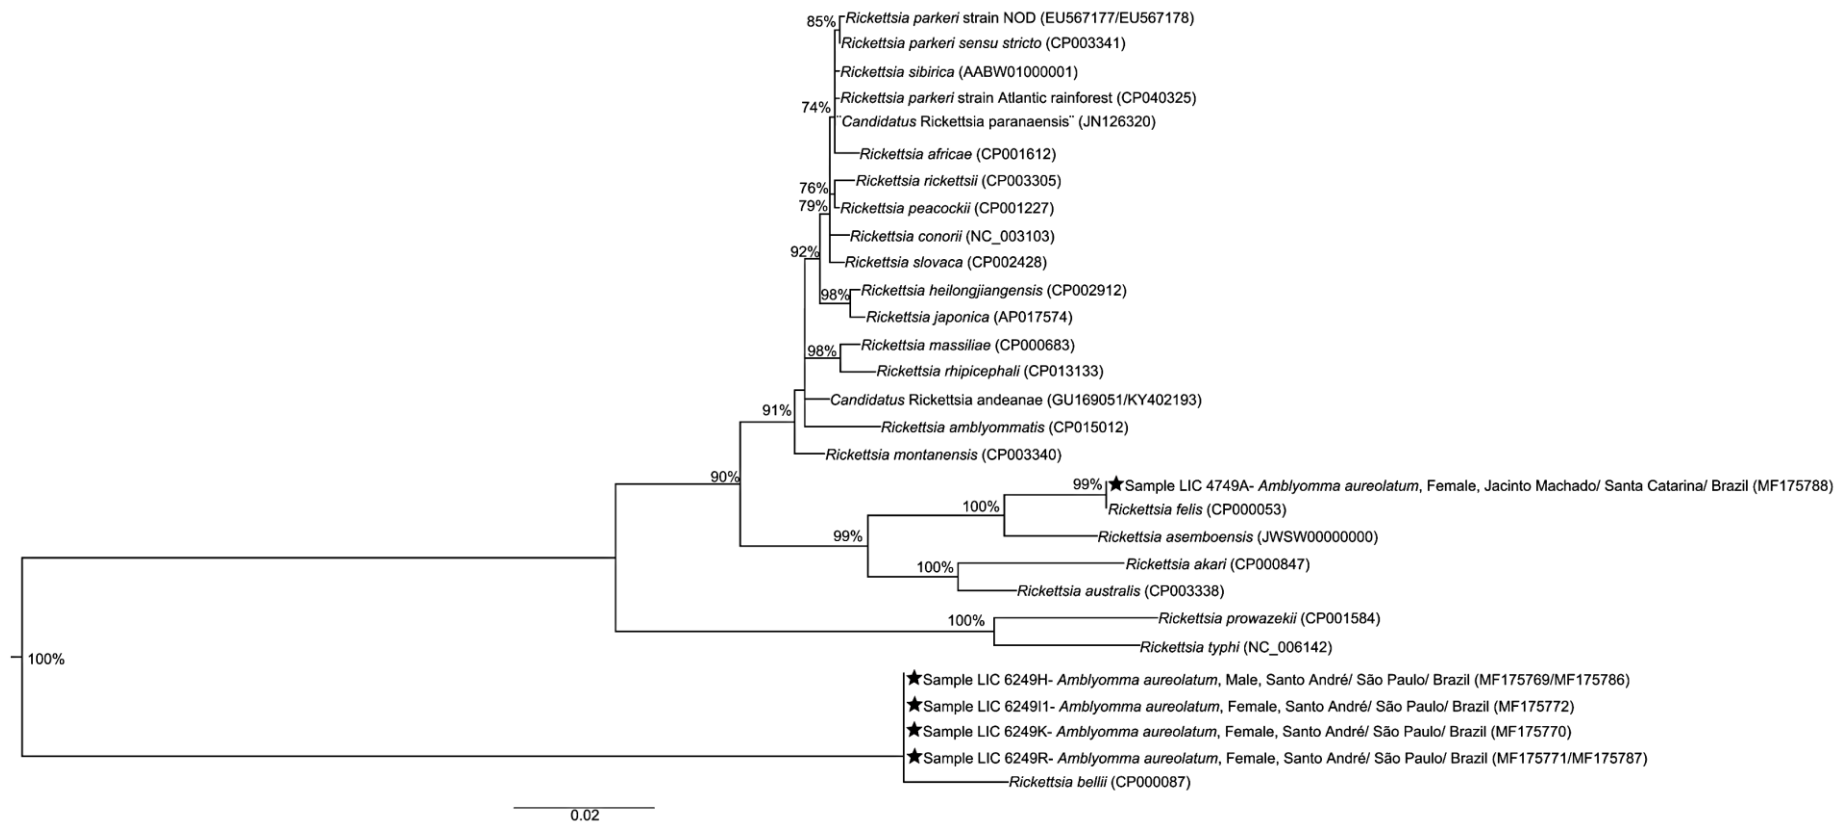 85%
Rickettsia parkeri strain NOD (EU567177/EU567178)
Rickettsia parkeri sensu stricto (CP003341)
Rickettsia sibirica (AABW01000001)
Rickettsia parkeri strain Atlantic rainforest (CP040325)
74%
¨Candidatus Rickettsia paranaensis¨ (JN126320)
Rickettsia africae (CP001612)
Rickettsia rickettsii (CP003305)
76%
79%
Rickettsia peacockii (CP001227)
Rickettsia conorii (NC_003103)
92%
Rickettsia slovaca (CP002428)
Rickettsia heilongjiangensis (CP002912)
98%
Rickettsia japonica (AP017574)
Rickettsia massiliae (CP000683)
98%
Rickettsia rhipicephali (CP013133)
Candidatus Rickettsia andeanae (GU169051/KY402193)
91%
Rickettsia amblyommatis (CP015012)
Rickettsia montanensis (CP003340)
90%
99%
★Sample LIC 4749A- Amblyomma aureolatum, Female, Jacinto Machado/ Santa Catarina/ Brazil (MF175788)
100%
Rickettsia felis (CP000053)
99%
Rickettsia asemboensis (JWSW00000000)
100%
Rickettsia akari (CP000847)
Rickettsia australis (CP003338)
100%
Rickettsia prowazekii (CP001584)
Rickettsia typhi (NC_006142)
100%
★Sample LIC 6249H- Amblyomma aureolatum, Male, Santo André/ São Paulo/ Brazil (MF175769/MF175786)
★Sample LIC 6249I1- Amblyomma aureolatum, Female, Santo André/ São Paulo/ Brazil (MF175772)
★Sample LIC 6249K- Amblyomma aureolatum, Female, Santo André/ São Paulo/ Brazil (MF175770)
★Sample LIC 6249R- Amblyomma aureolatum, Female, Santo André/ São Paulo/ Brazil (MF175771/MF175787)
Rickettsia bellii (CP000087)
0.02